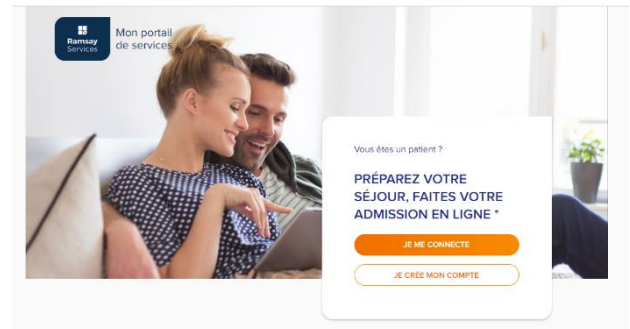 Ramsay
Services
Mon portail
de services
Vous êtes un patient ?
PRÉPAREZ VOTRE
SÉJOUR, FAITES VOTRE
ADMISSION EN LIGNE *
JE ME CONNECTE
JE CRÉE MON COMPTE